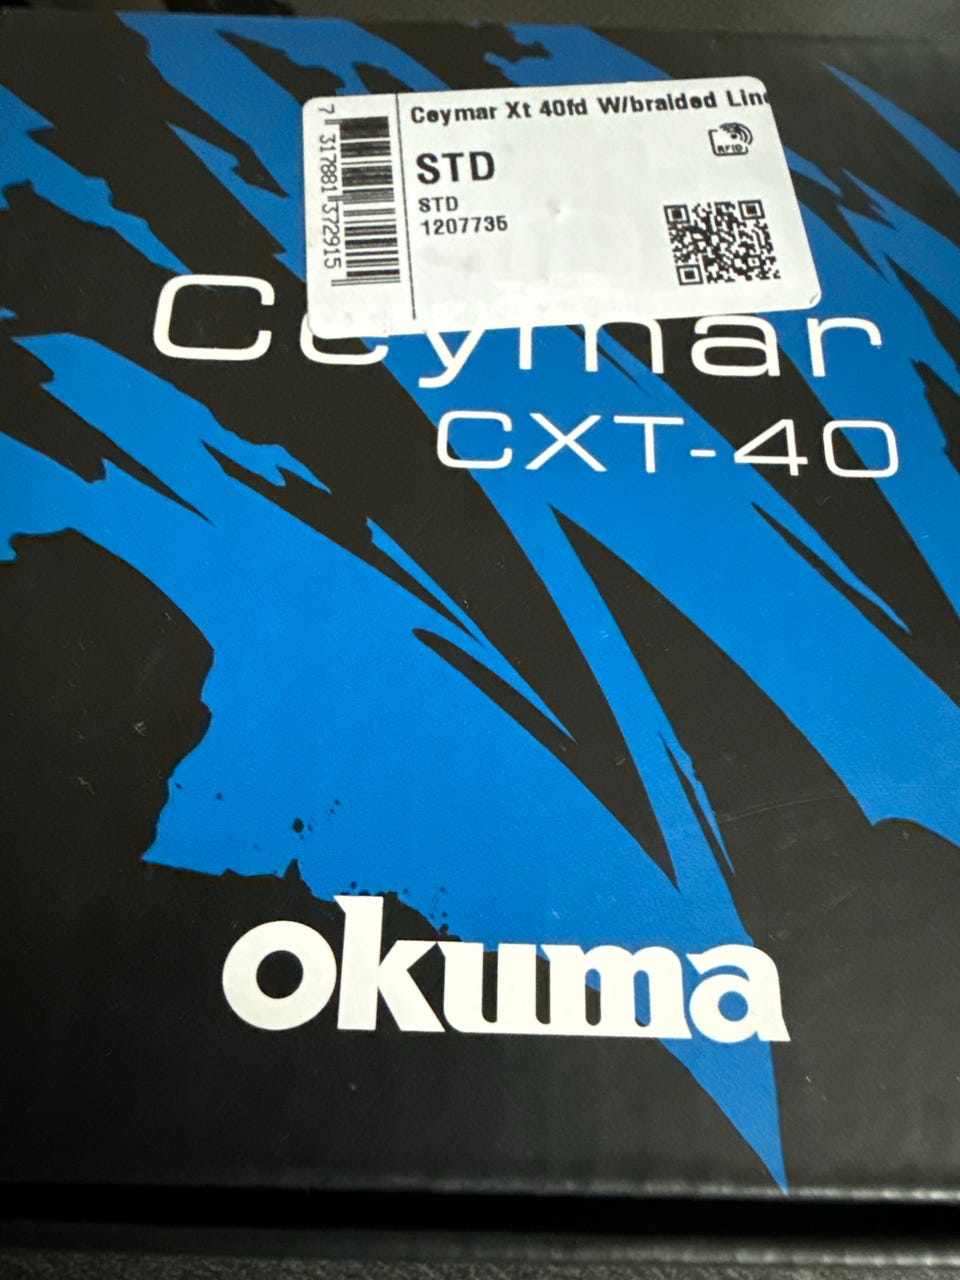 Ceymar Xt 40fd W/braided Line
RFID
STD
STD
1207735
7 317881 372915
Ceymar
CXT-40
okuma